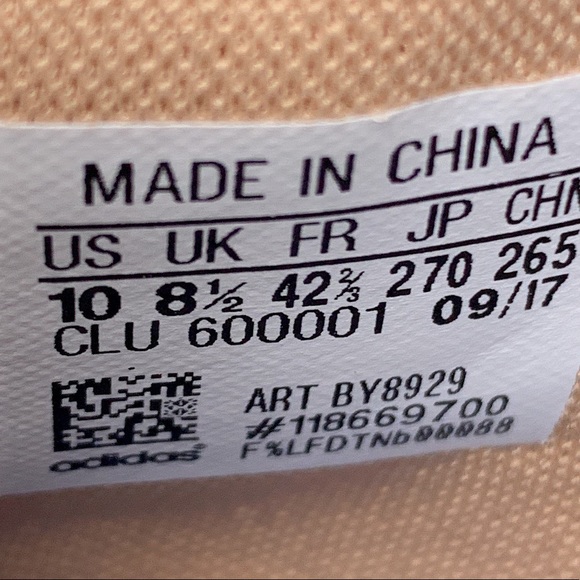 MADE IN CHINA
US UK FR JP CHN
10 8½ 42⅔ 270 265
CLU 600001 09/17
ART BY8929
#118669700
F%LFDTNb00088
adidas